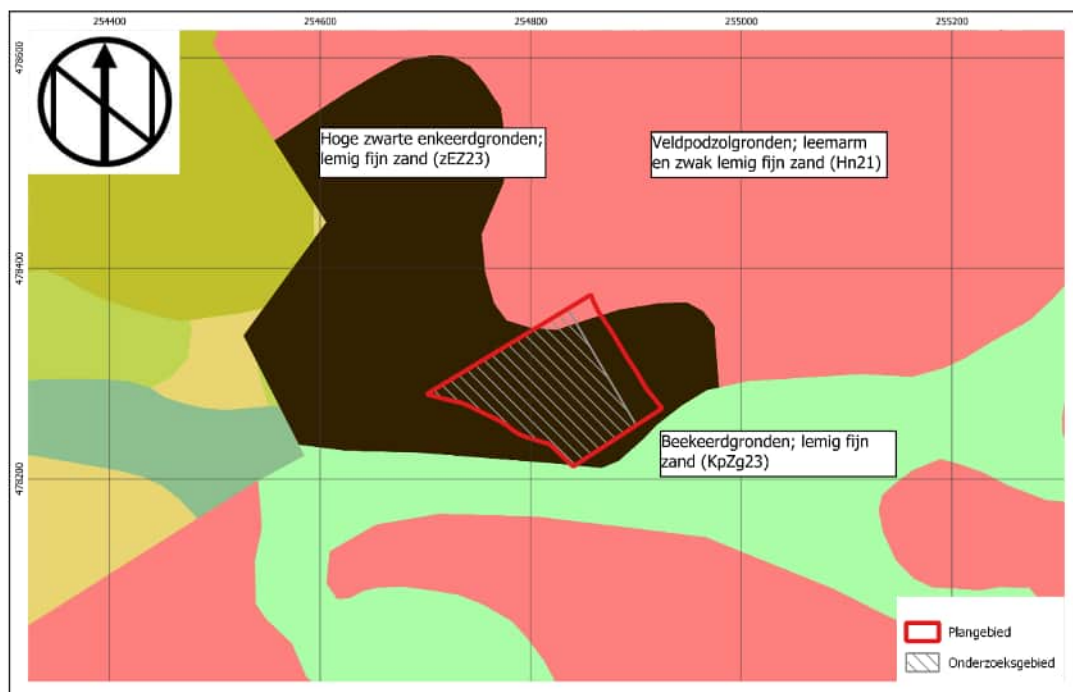 254400 254600 254800 255000 255200
478600
478400
478200
Hoge zwarte enkeerdgronden;
lemig fijn zand (zEZ23)
Veldpodzolgronden; leemarm
en zwak lemig fijn zand (Hn21)
Beekeerdgronden; lemig fijn
zand (KpZg23)
Plangebied
Onderzoeksgebied